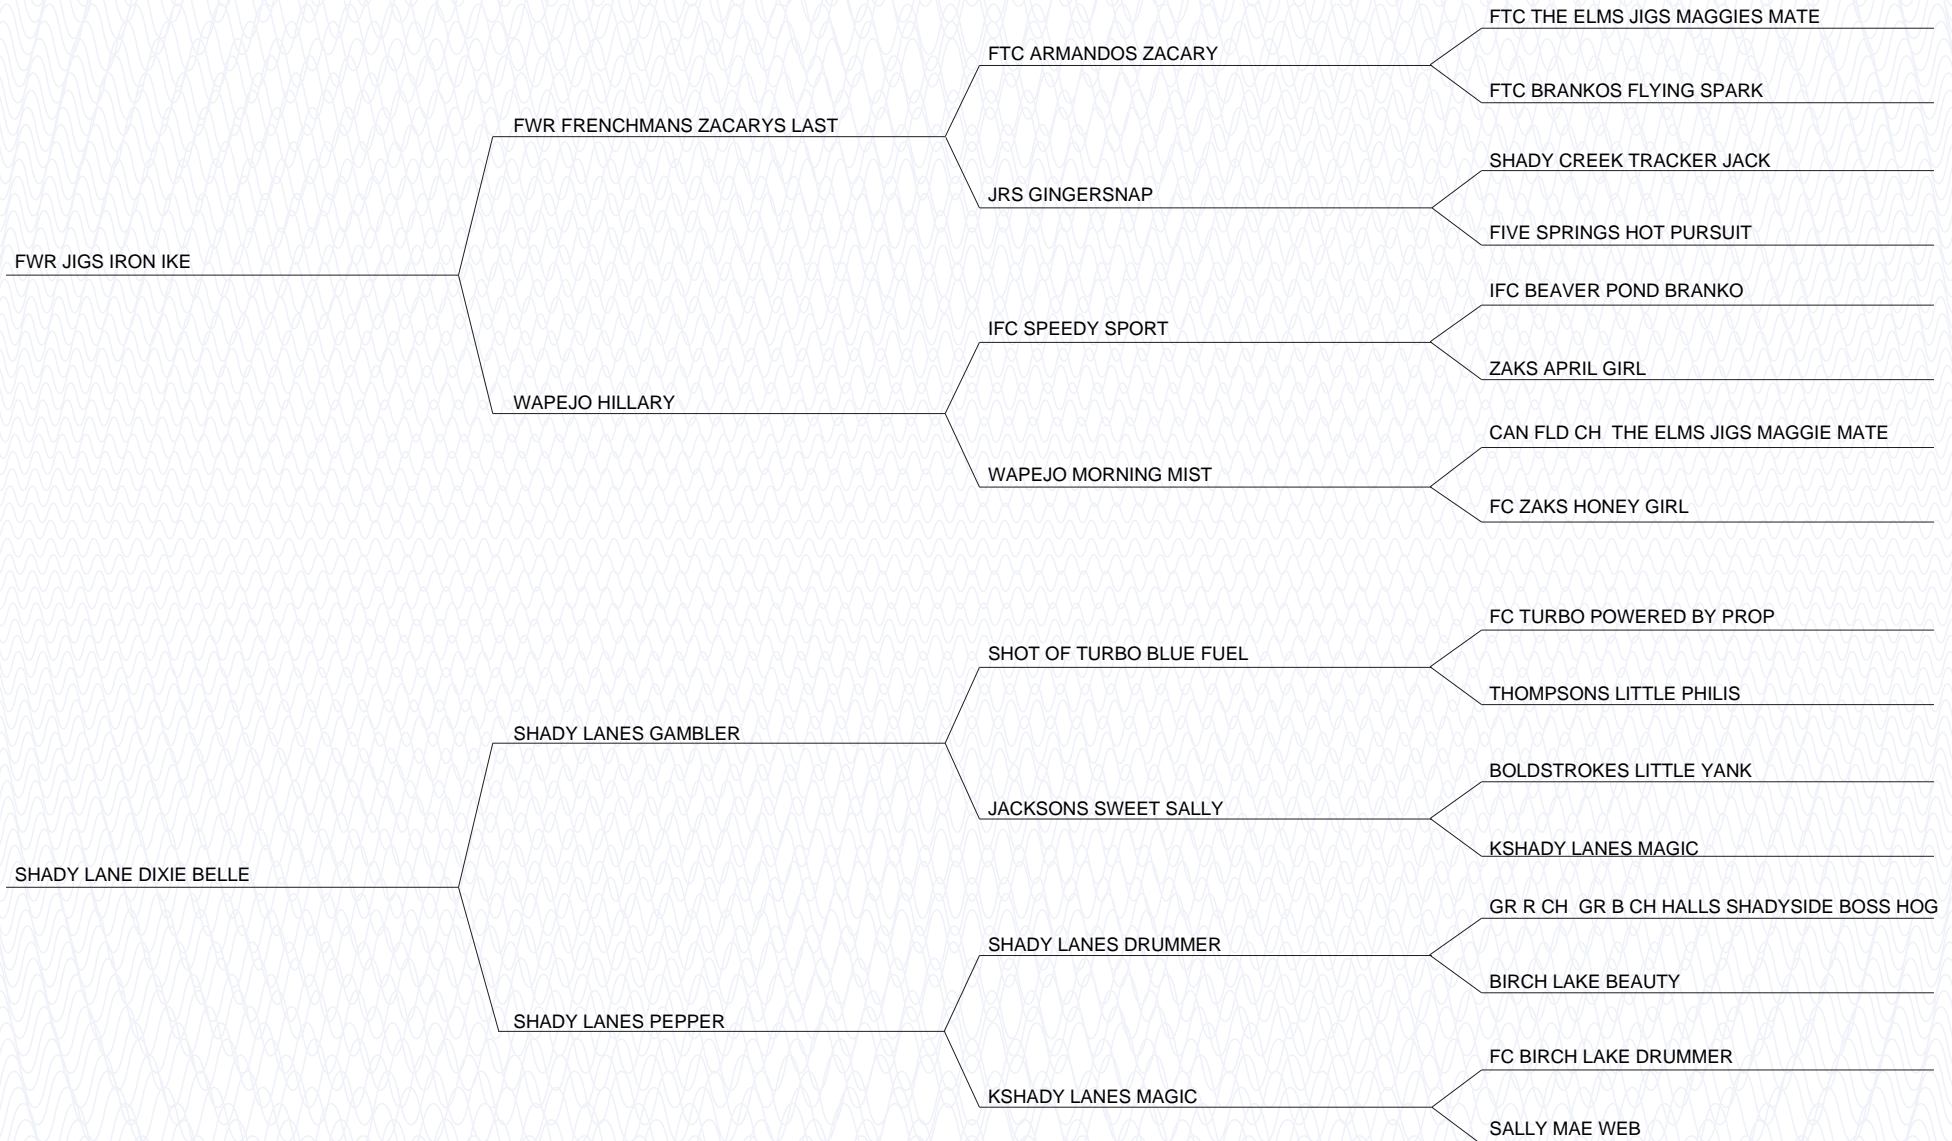 FTC THE ELMS JIGS MAGGIES MATE
FTC ARMANDOS ZACARY
FTC BRANKOS FLYING SPARK
FWR FRENCHMANS ZACARYS LAST
SHADY CREEK TRACKER JACK
JRS GINGERSNAP
FIVE SPRINGS HOT PURSUIT
FWR JIGS IRON IKE
IFC BEAVER POND BRANKO
IFC SPEEDY SPORT
ZAKS APRIL GIRL
WAPEJO HILLARY
CAN FLD CH  THE ELMS JIGS MAGGIE MATE
WAPEJO MORNING MIST
FC ZAKS HONEY GIRL
FC TURBO POWERED BY PROP
SHOT OF TURBO BLUE FUEL
THOMPSONS LITTLE PHILIS
SHADY LANES GAMBLER
BOLDSTROKES LITTLE YANK
JACKSONS SWEET SALLY
KSHADY LANES MAGIC
SHADY LANE DIXIE BELLE
GR R CH  GR B CH HALLS SHADYSIDE BOSS HOG
SHADY LANES DRUMMER
BIRCH LAKE BEAUTY
SHADY LANES PEPPER
FC BIRCH LAKE DRUMMER
KSHADY LANES MAGIC
SALLY MAE WEB